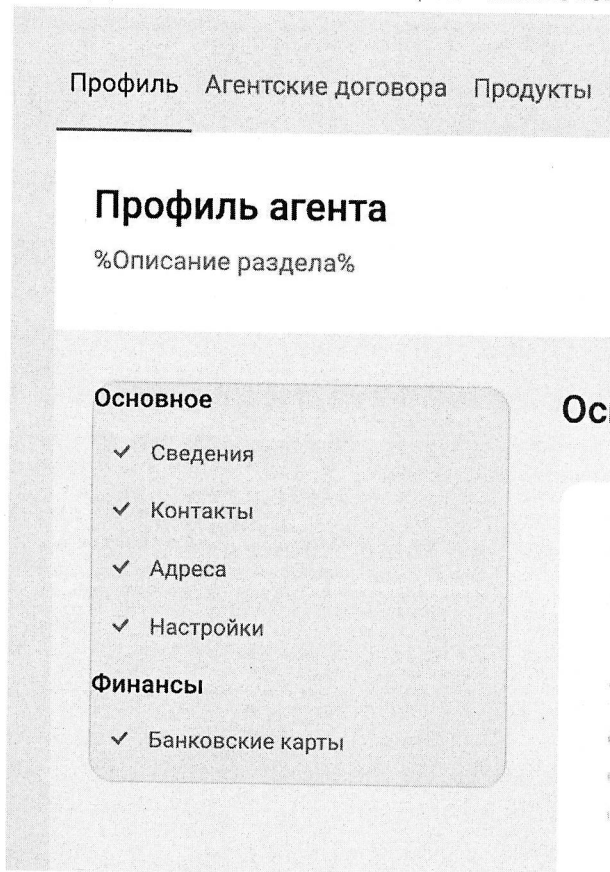 Профиль Агентские договора Продукты
Профиль агента
%Описание раздела%
Основное
Сведения
Контакты
Адреса
Настройки
Финансы
Банковские карты